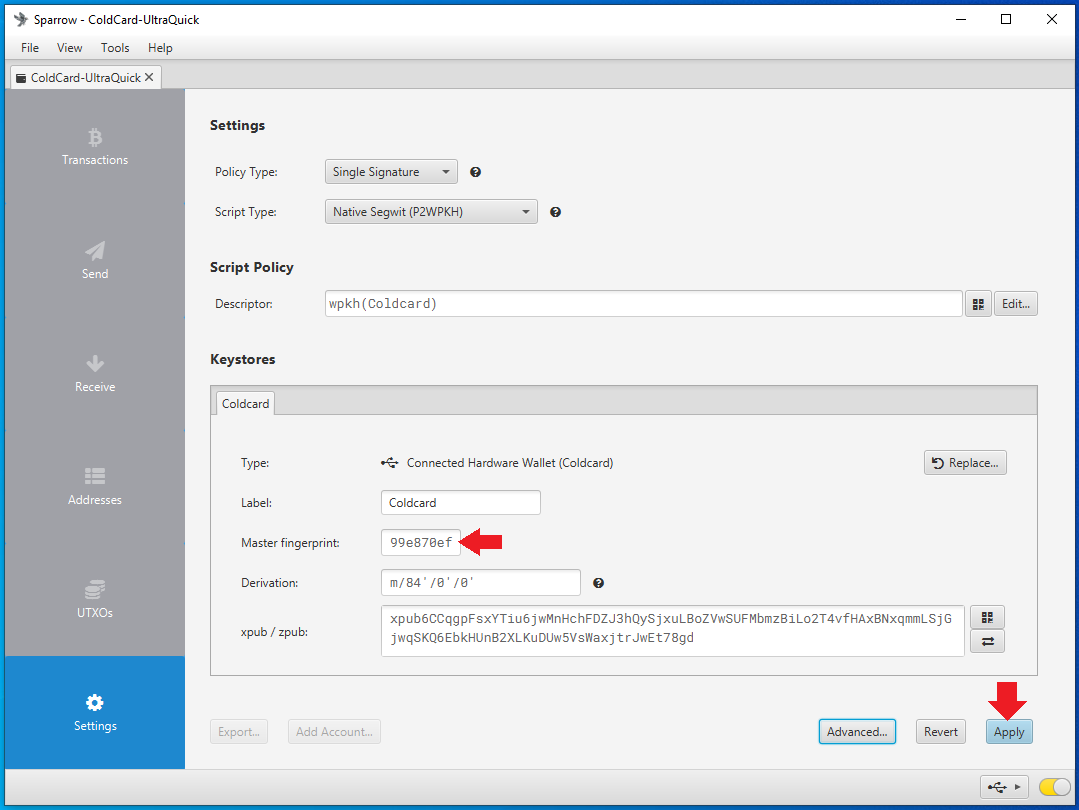 Sparrow - ColdCard-UltraQuick
File View Tools Help
ColdCard-UltraQuick
Transactions
Send
Receive
Addresses
UTXOs
Settings
Settings
Policy Type: Single Signature
Script Type: Native Segwit (P2WPKH)
Script Policy
Descriptor: wpkh(Coldcard) Edit...
Keystores
Coldcard
Type: Connected Hardware Wallet (Coldcard) Replace...
Label: Coldcard
Master fingerprint: 99e870ef
Derivation: m/84'/0'/0'
xpub / zpub: xpub6CCqgpFsxYTiu6jwMnHchFDZJ3hQySjxuLBoZVwSUFMbmzBiLo2T4vfHAxBNxqmmLSjG
jwqSKQ6EbkHUnB2XLKuDUw5VsWaxjtrJwEt78gd
Export... Add Account... Advanced... Revert Apply